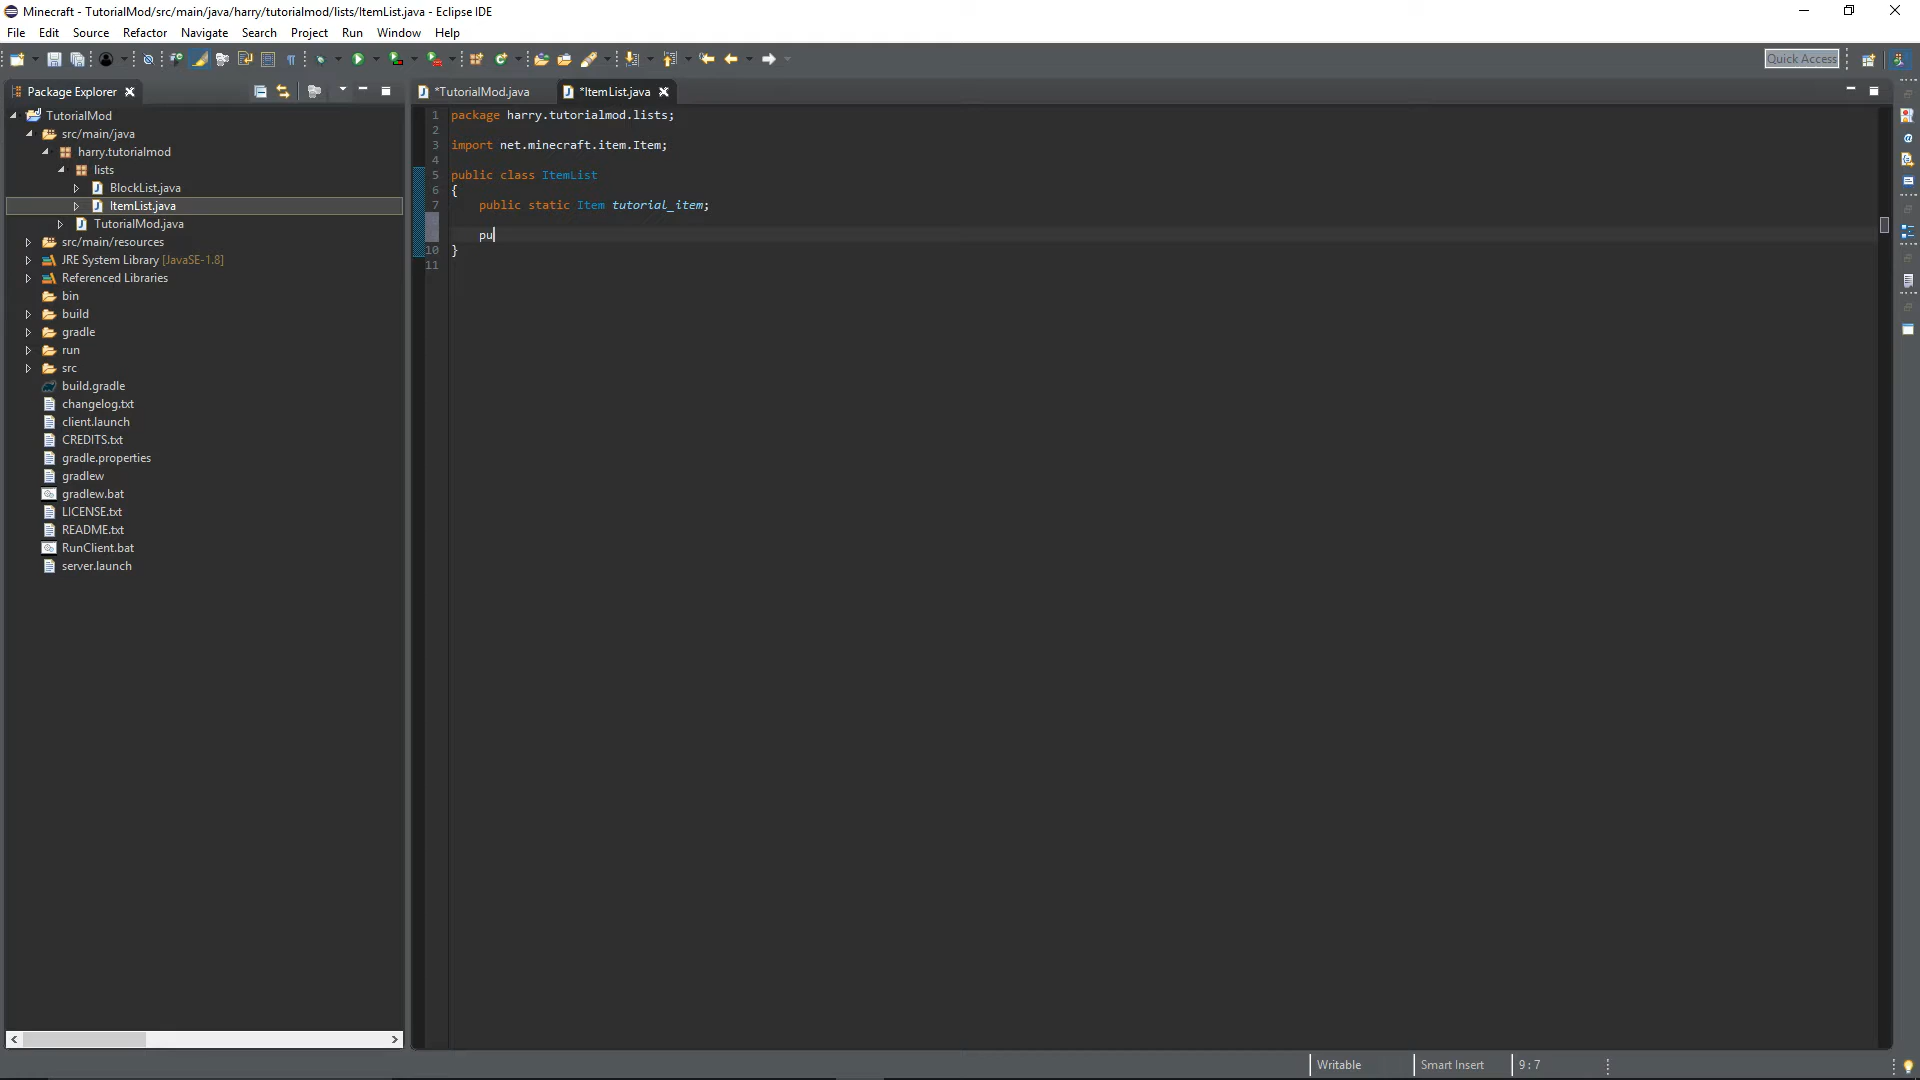 Minecraft - TutorialMod/src/main/java/harry/tutorialmod/lists/ItemList.java - Eclipse IDE
File Edit Source Refactor Navigate Search Project Run Window Help
Quick Access
Package Explorer
*TutorialMod.java
*ItemList.java
TutorialMod
src/main/java
harry.tutorialmod
lists
BlockList.java
ItemList.java
TutorialMod.java
src/main/resources
JRE System Library [JavaSE-1.8]
Referenced Libraries
bin
build
gradle
run
src
build.gradle
changelog.txt
client.launch
CREDITS.txt
gradle.properties
gradlew
gradlew.bat
LICENSE.txt
README.txt
RunClient.bat
server.launch
1 package harry.tutorialmod.lists;
2
3 import net.minecraft.item.Item;
4
5 public class ItemList
6 {
7 public static Item tutorial_item;
pu
10 }
11
Writable Smart Insert 9 : 7